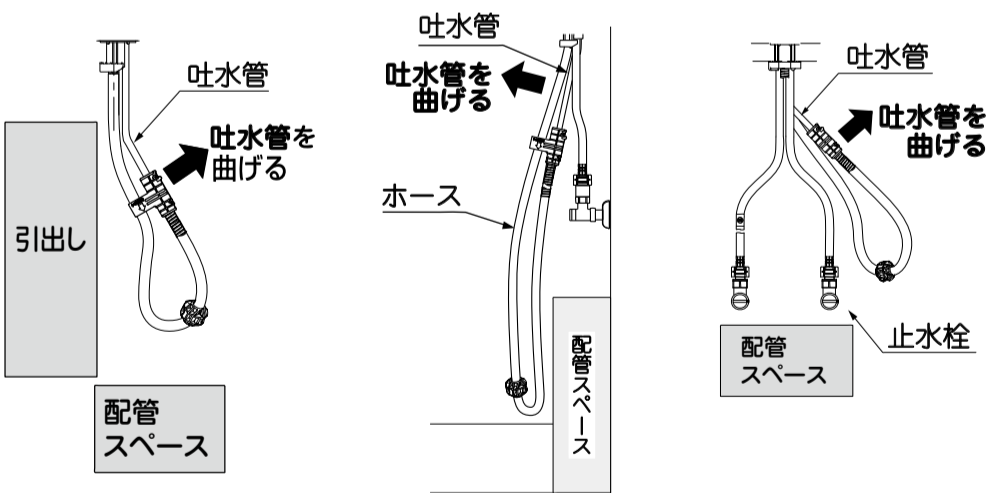 吐水管
吐水管を
曲げる
引出し
配管
スペース
吐水管
吐水管を
曲げる
ホース
配管スペース
吐水管
吐水管を
曲げる
止水栓
配管
スペース